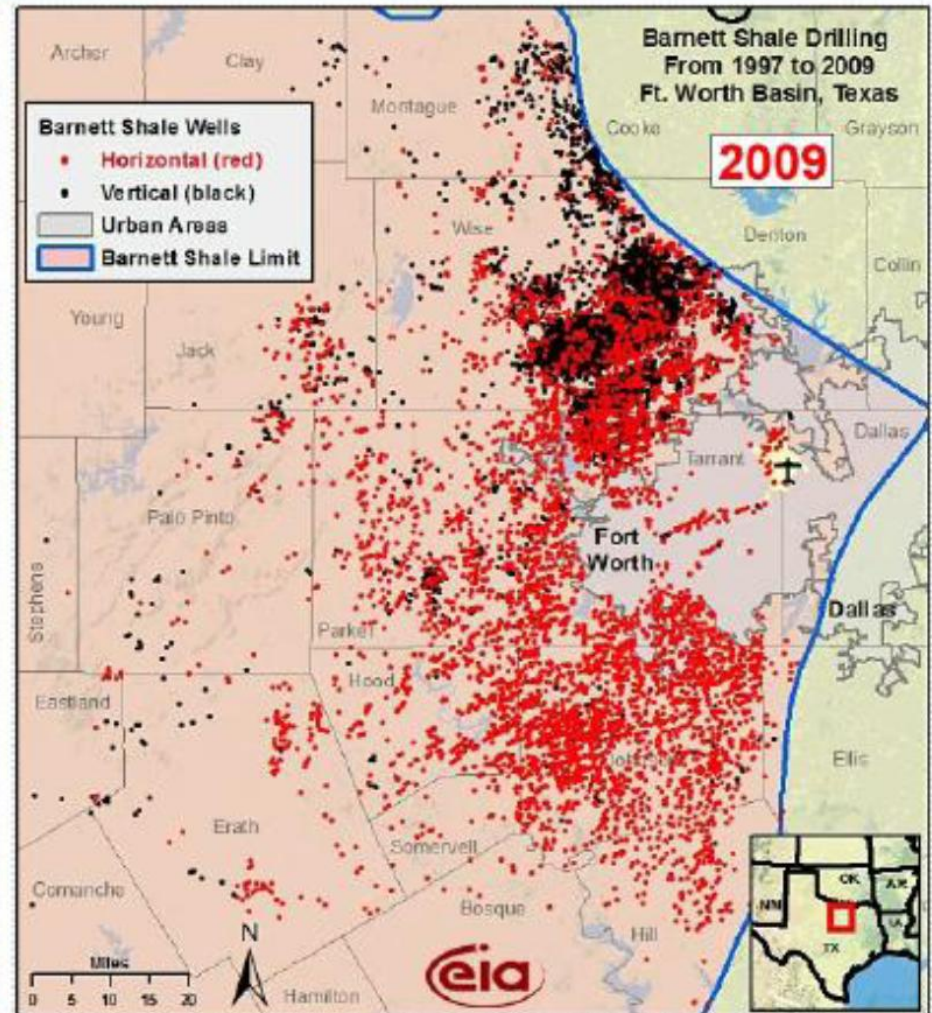 Barnett Shale Drilling
From 1997 to 2009
Ft. Worth Basin, Texas
2009
Barnett Shale Wells
Horizontal (red)
Vertical (black)
Urban Areas
Barnett Shale Limit
Archer
Clay
Montague
Cooke
Grayson
Wise
Denton
Collin
Young
Jack
Dallas
Tarrant
Palo Pinto
Fort
Worth
Stephens
Dallas
Parker
Hood
Eastland
Ellis
Erath
Somervell
Comanche
Bosque
Hill
Hamilton
N
Miles
0 5 10 15 20
eia
OK
AR
NM
LA
TX